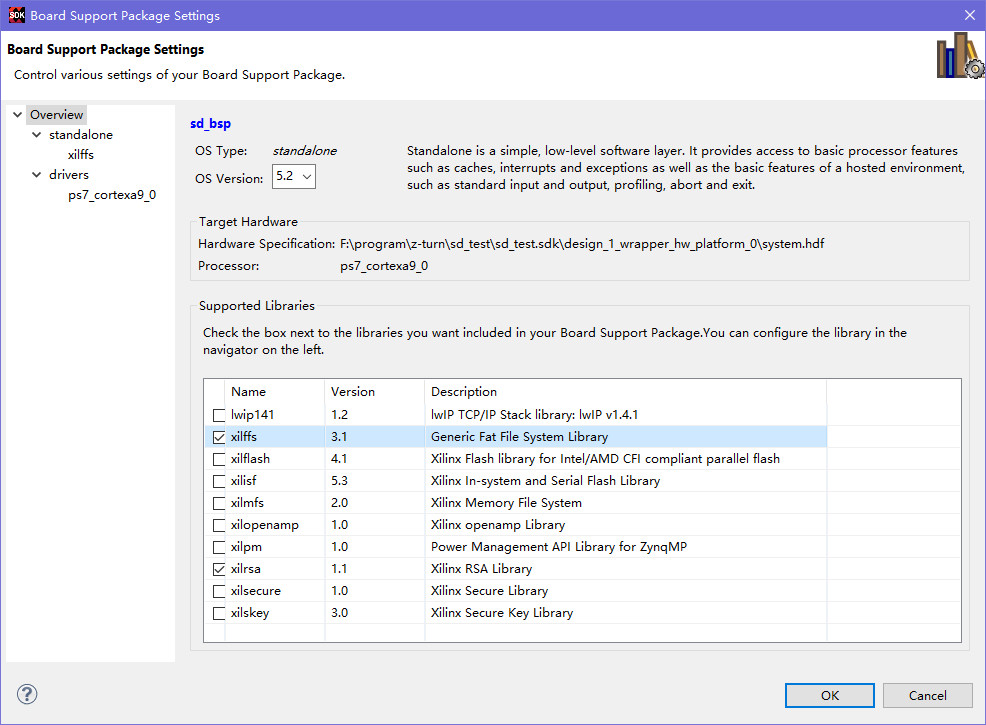 SDK Board Support Package Settings
Board Support Package Settings
Control various settings of your Board Support Package.
Overview
standalone
xilffs
drivers
ps7_cortexa9_0
sd_bsp
OS Type: standalone
OS Version: 5.2
Standalone is a simple, low-level software layer. It provides access to basic processor features
such as caches, interrupts and exceptions as well as the basic features of a hosted environment,
such as standard input and output, profiling, abort and exit.
Target Hardware
Hardware Specification: F:\program\z-turn\sd_test\sd_test.sdk\design_1_wrapper_hw_platform_0\system.hdf
Processor: ps7_cortexa9_0
Supported Libraries
Check the box next to the libraries you want included in your Board Support Package.You can configure the library in the
navigator on the left.
Name Version Description
lwip141 1.2 lwIP TCP/IP Stack library: lwIP v1.4.1
xilffs 3.1 Generic Fat File System Library
xilflash 4.1 Xilinx Flash library for Intel/AMD CFI compliant parallel flash
xilisf 5.3 Xilinx In-system and Serial Flash Library
xilmfs 2.0 Xilinx Memory File System
xilopenamp 1.0 Xilinx openamp Library
xilpm 1.0 Power Management API Library for ZynqMP
xilrsa 1.1 Xilinx RSA Library
xilsecure 1.0 Xilinx Secure Library
xilskey 3.0 Xilinx Secure Key Library
?
OK Cancel